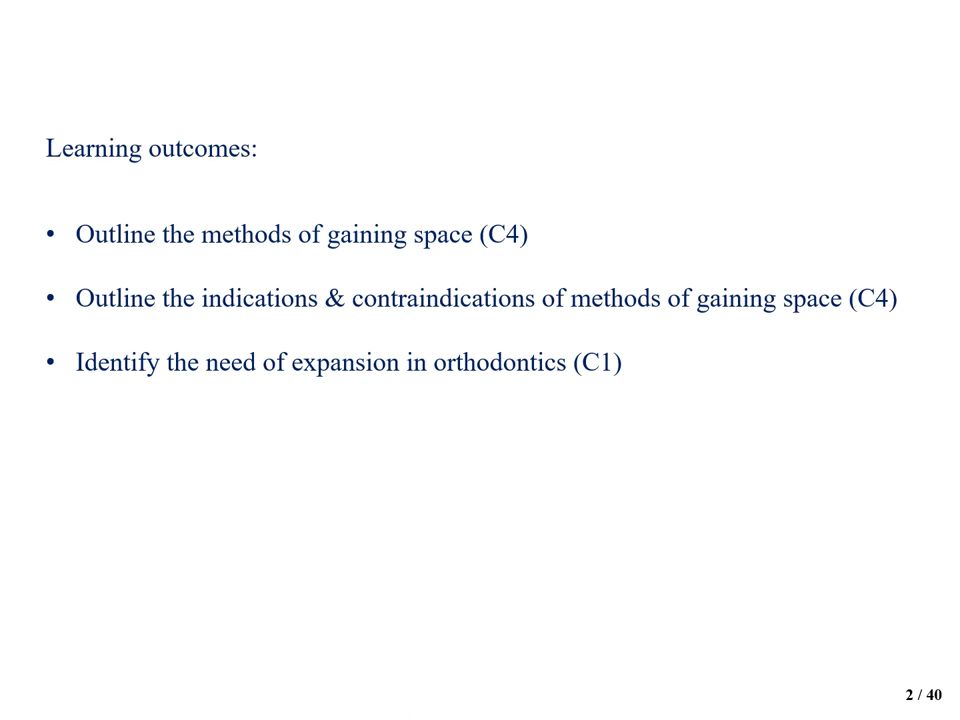 Learning outcomes:
• Outline the methods of gaining space (C4)
• Outline the indications & contraindications of methods of gaining space (C4)
• Identify the need of expansion in orthodontics (C1)
2 / 40